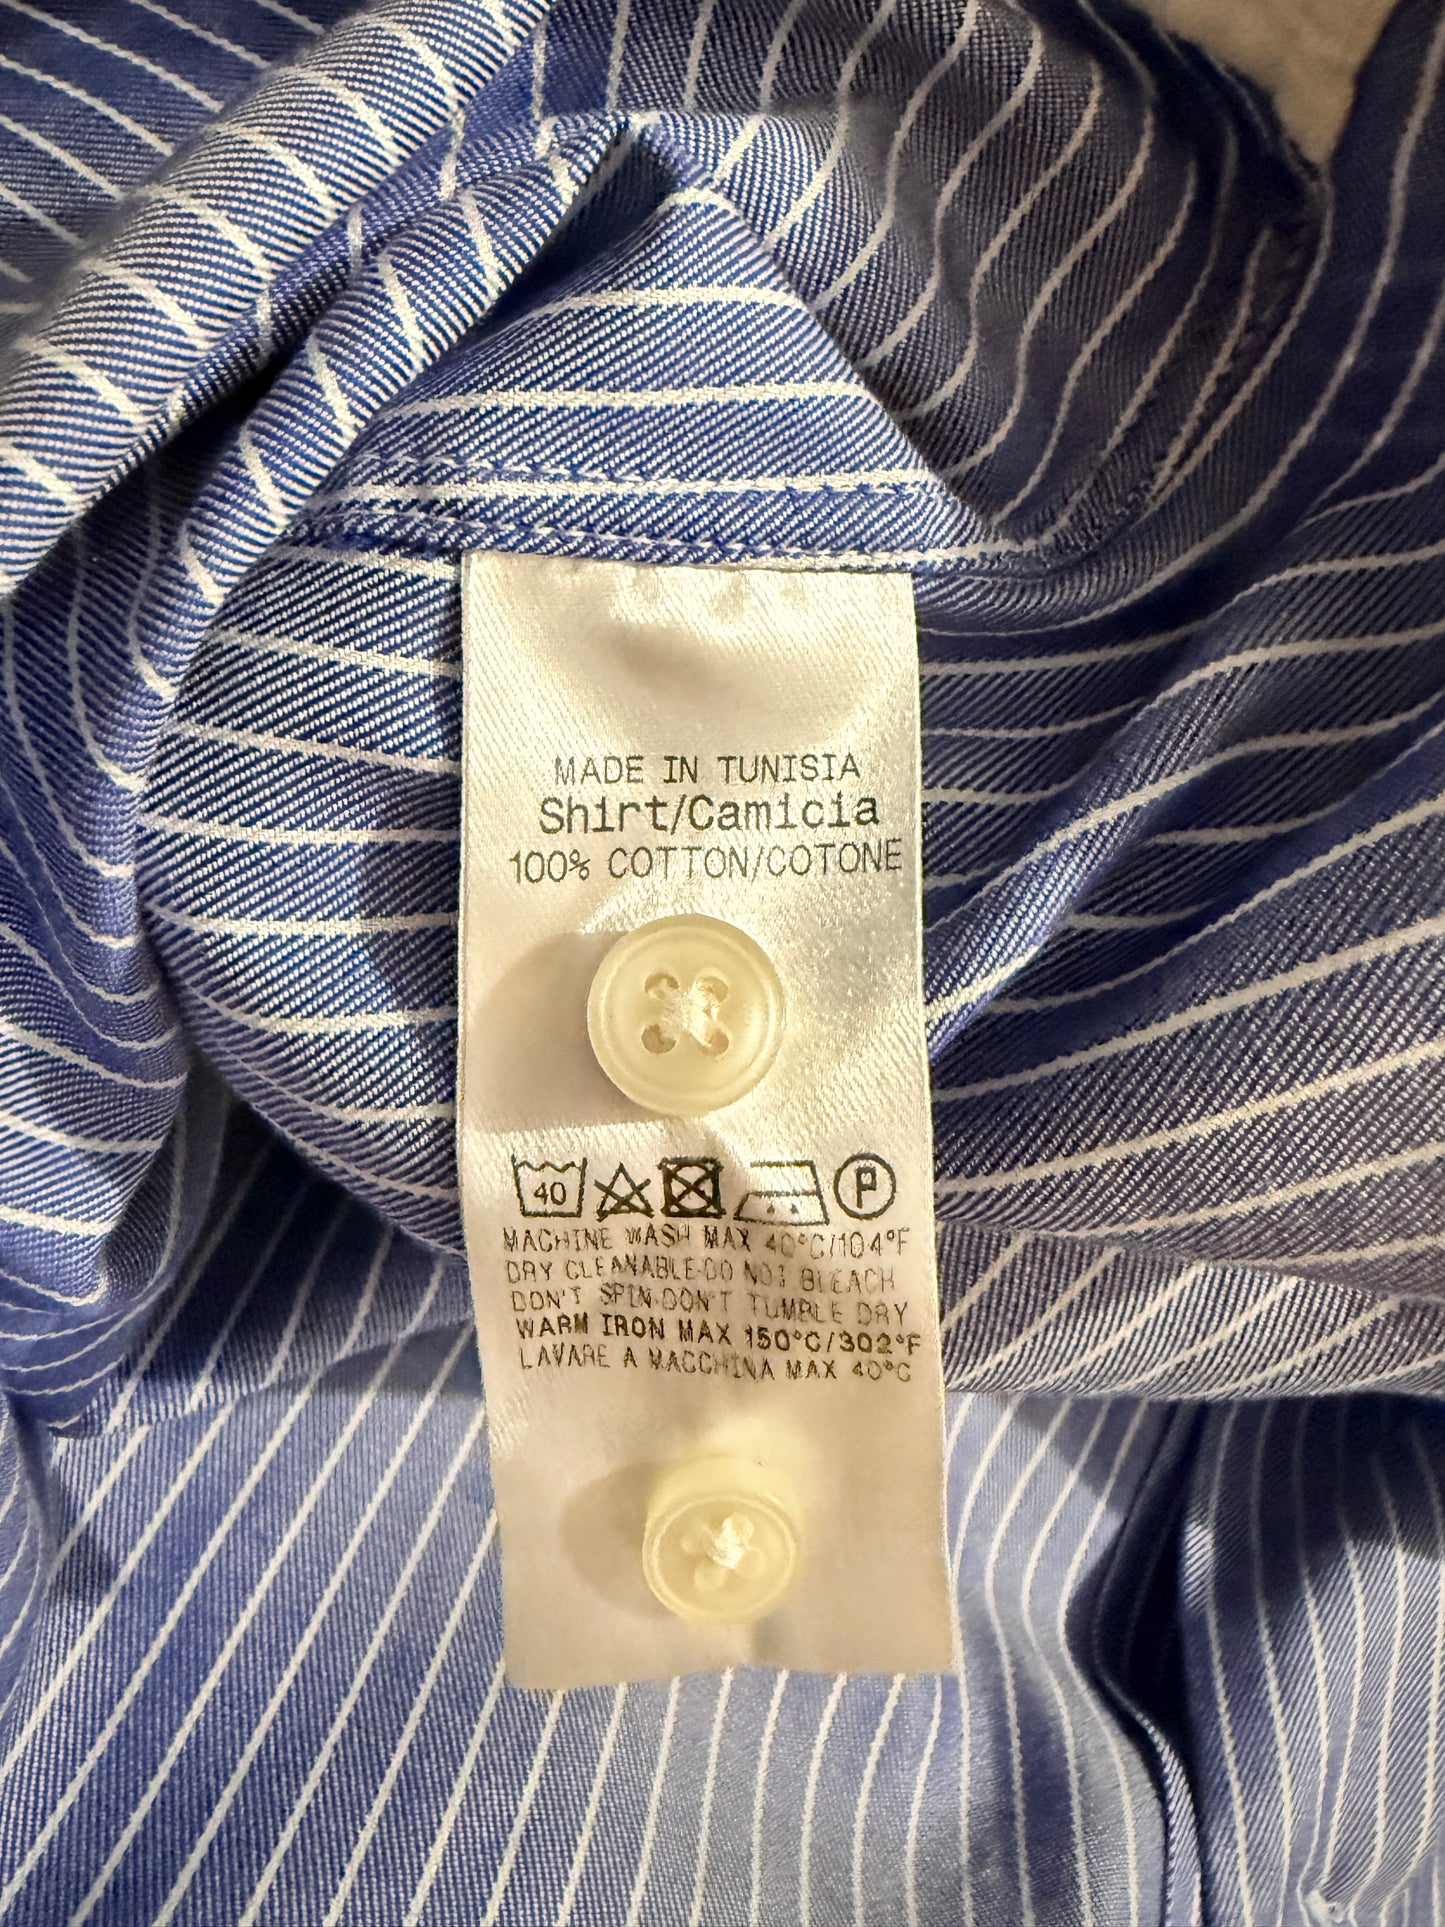 MADE IN TUNISIA
Shirt/Camicia
100% COTTON/COTONE
40 P
MACHINE WASH MAX 40°C/104°F
DRY CLEANABLE-DO NOT BLEACH
DON'T SPIN-DON'T TUMBLE DRY
WARM IRON MAX 150°C/302°F
LAVARE A MACCHINA MAX 40°C